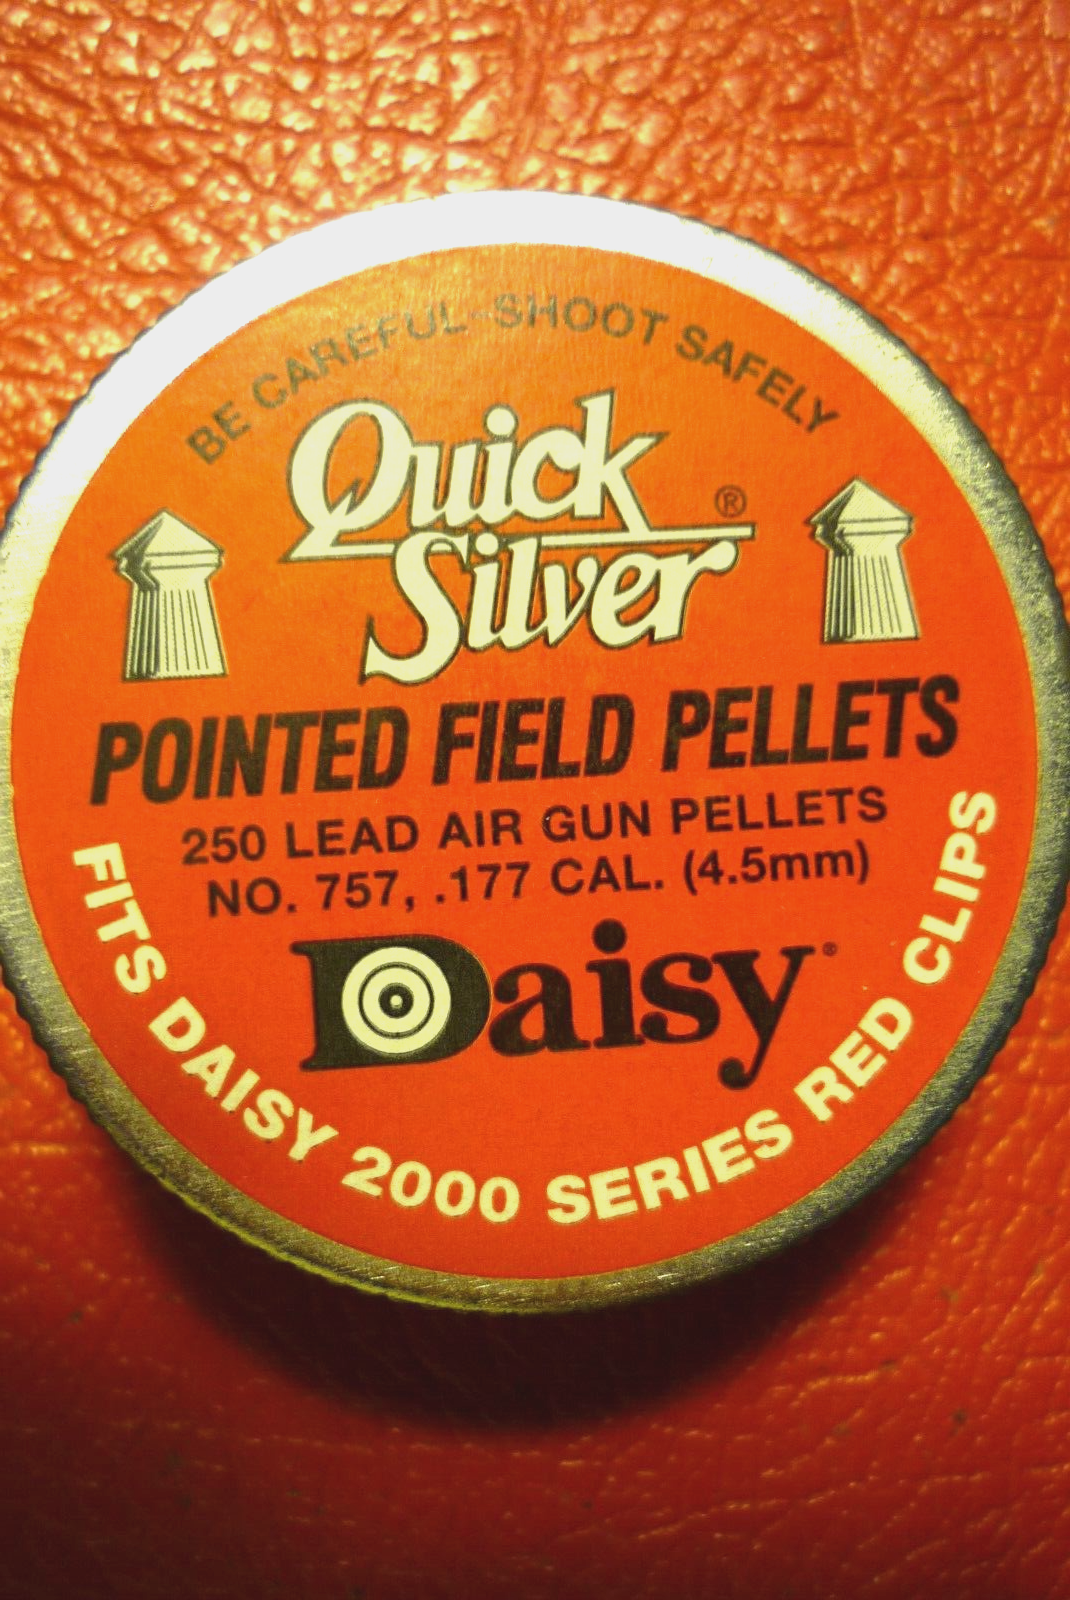 BE CAREFUL-SHOOT SAFELY
Quick
Silver®
POINTED FIELD PELLETS
250 LEAD AIR GUN PELLETS
NO. 757, .177 CAL. (4.5mm)
Daisy®
FITS DAISY 2000 SERIES RED CLIPS